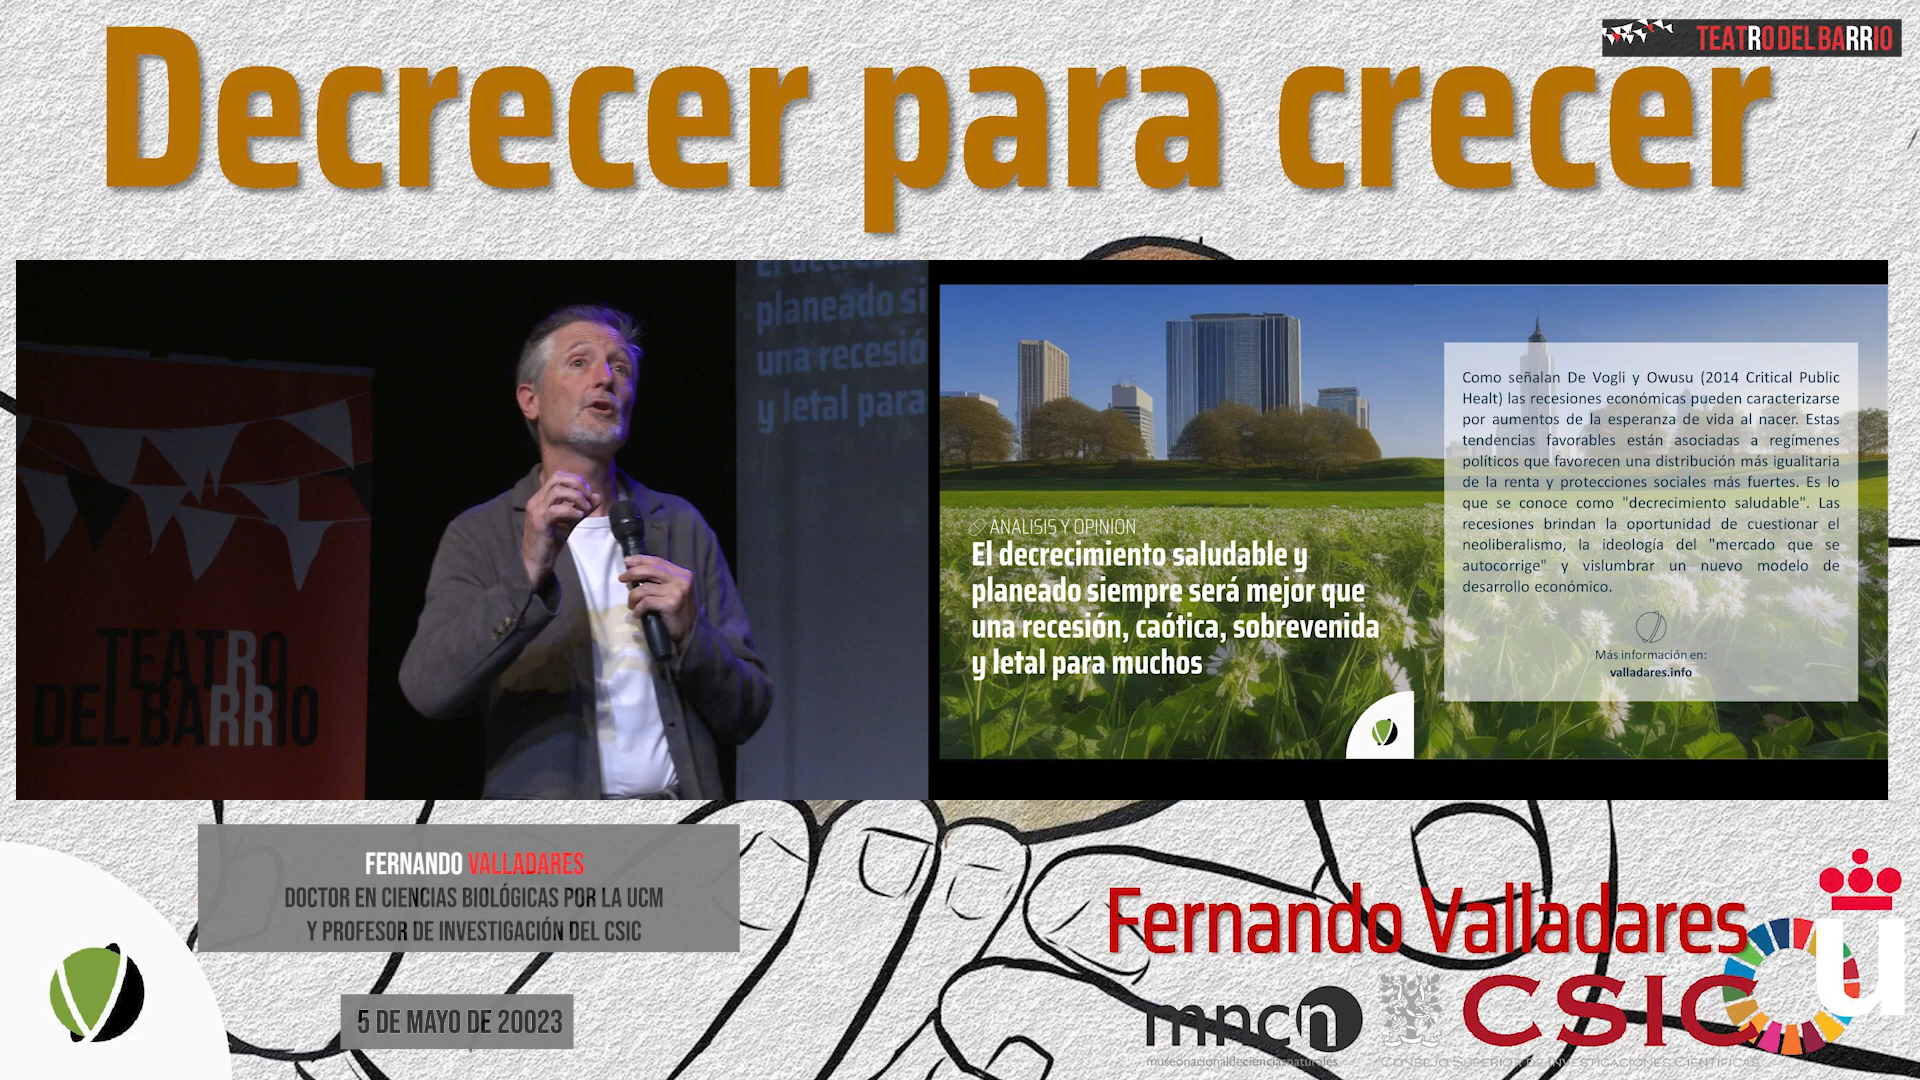 Decrecer para crecer
TEATRO DEL BARRIO
planeado si
una recesió
y letal para
TEATRO
DEL BARRIO
ANALISIS Y OPINION
El decrecimiento saludable y
planeado siempre será mejor que
una recesión, caótica, sobrevenida
y letal para muchos
Como señalan De Vogli y Owusu (2014 Critical Public
Healt) las recesiones económicas pueden caracterizarse
por aumentos de la esperanza de vida al nacer. Estas
tendencias favorables están asociadas a regímenes
políticos que favorecen una distribución más igualitaria
de la renta y protecciones sociales más fuertes. Es lo
que se conoce como "decrecimiento saludable". Las
recesiones brindan la oportunidad de cuestionar el
neoliberalismo, la ideología del "mercado que se
autocorrige" y vislumbrar un nuevo modelo de
desarrollo económico.
Más información en:
valladares.info
FERNANDO VALLADARES
DOCTOR EN CIENCIAS BIOLÓGICAS POR LA UCM
Y PROFESOR DE INVESTIGACIÓN DEL CSIC
5 DE MAYO DE 20023
Fernando Valladares
mncn
museonacionaldecienciasnaturales
CSIC
CONSEJO SUPERIOR DE INVESTIGACIONES CIENTÍFICAS
u